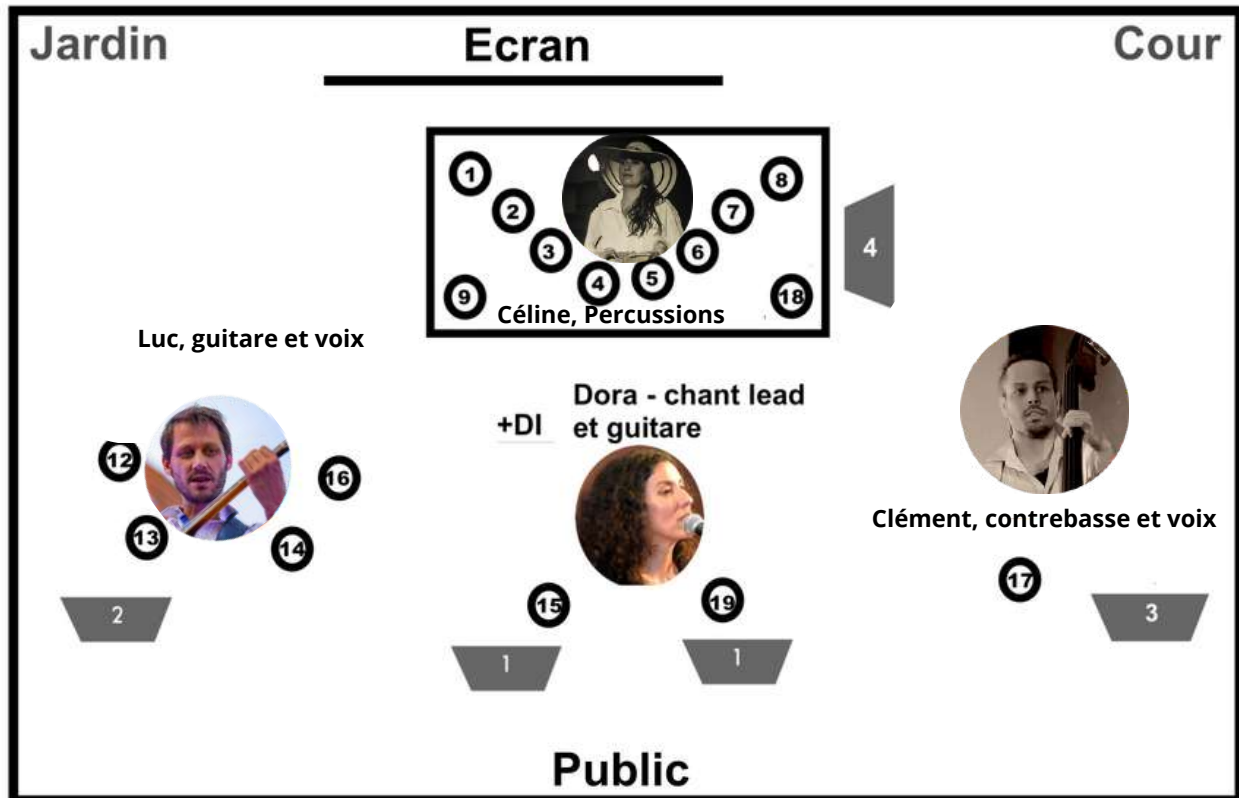 Jardin
Ecran
Cour
1
2
3
4
5
6
7
8
9
18
4
Céline, Percussions
Luc, guitare et voix
Dora - chant lead
+DI
et guitare
12
16
13
14
Clément, contrebasse et voix
17
15
19
2
3
1
1
Public